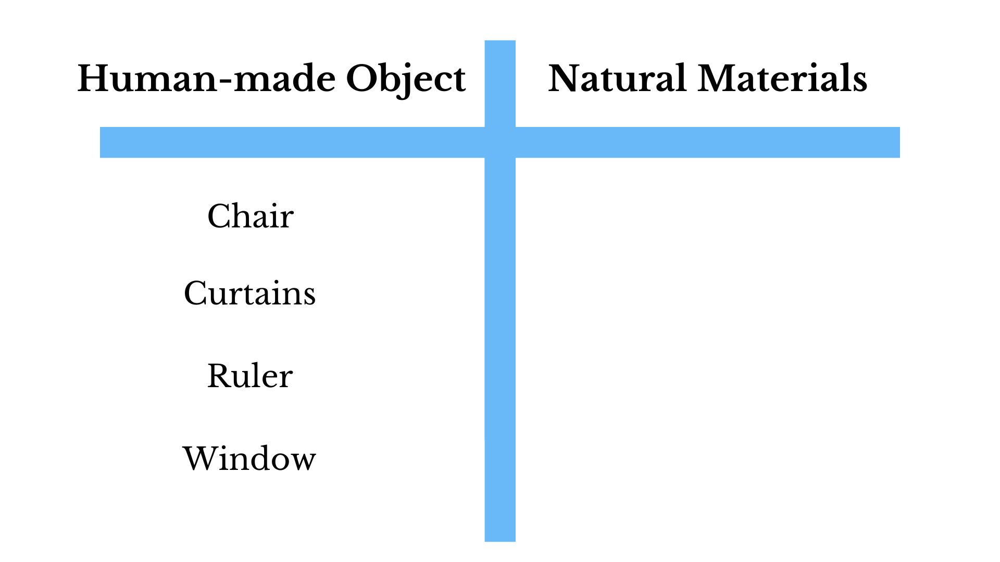 Human-made Object
Natural Materials
Chair
Curtains
Ruler
Window